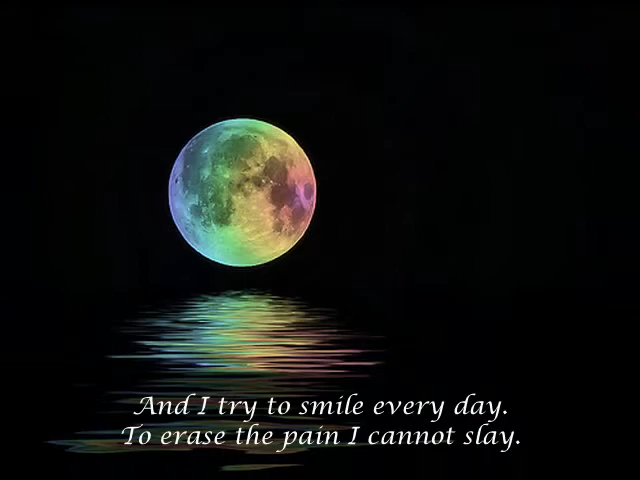 And I try to smile every day.
To erase the pain I cannot slay.